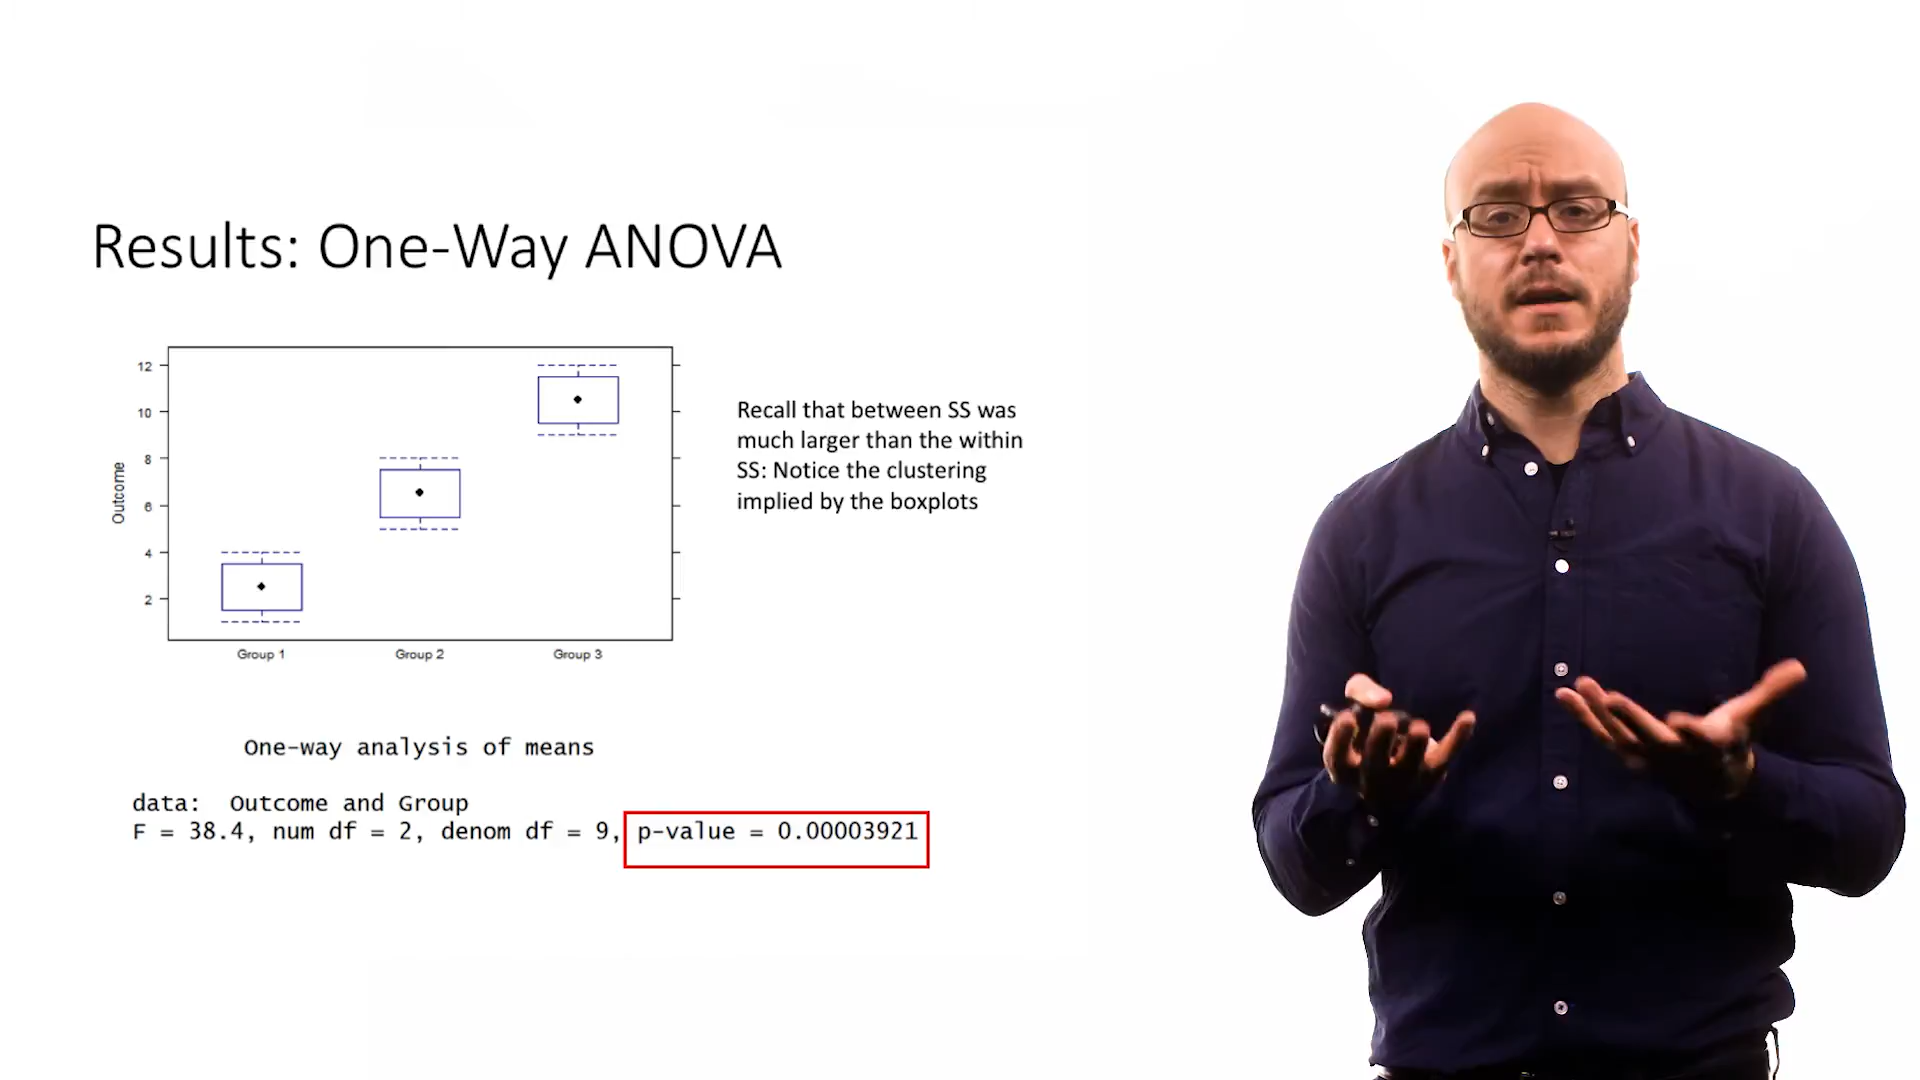 Results: One-Way ANOVA
12
10
8
6
4
2
Outcome
Group 1 Group 2 Group 3
Recall that between SS was
much larger than the within
SS: Notice the clustering
implied by the boxplots
One-way analysis of means
data: Outcome and Group
F = 38.4, num df = 2, denom df = 9, p-value = 0.00003921